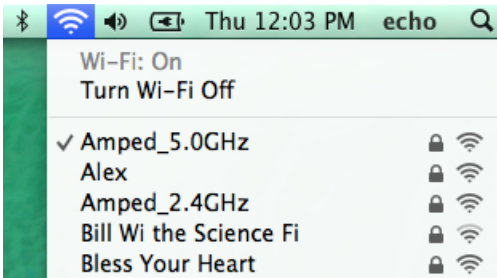 Thu 12:03 PM echo
Wi-Fi: On
Turn Wi-Fi Off
Amped_5.0GHz
Alex
Amped_2.4GHz
Bill Wi the Science Fi
Bless Your Heart